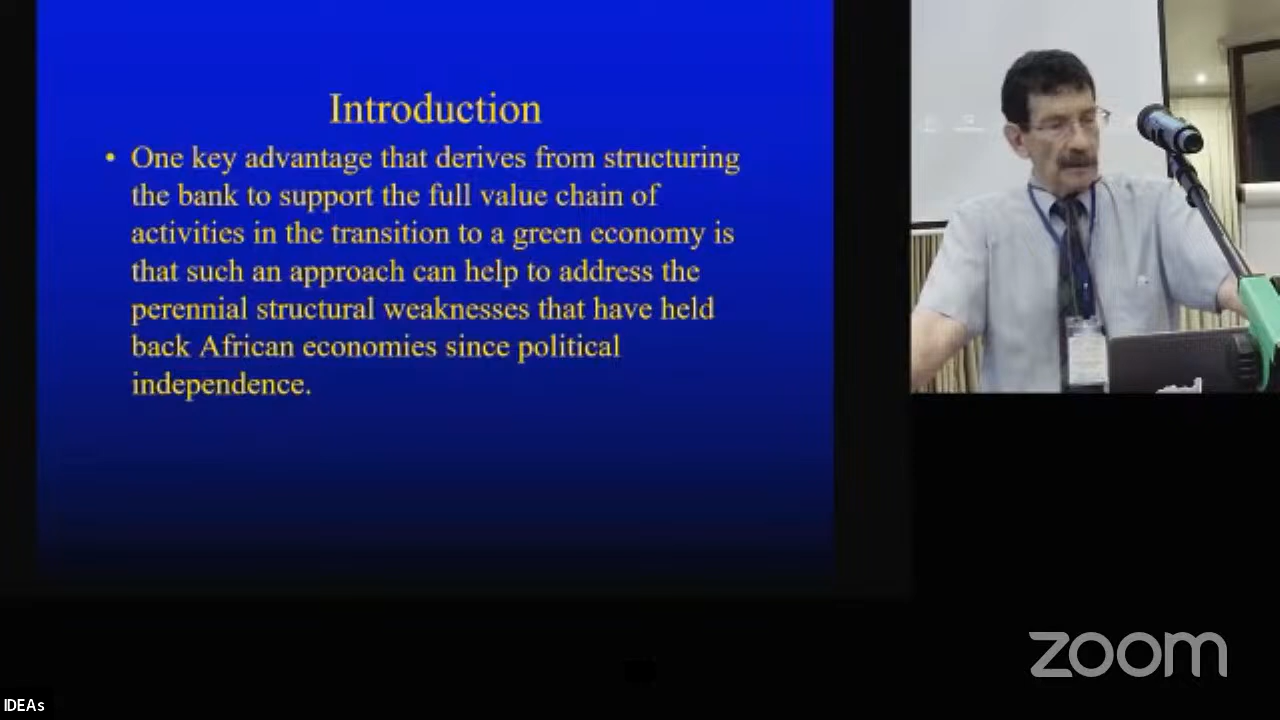 Introduction
• One key advantage that derives from structuring
the bank to support the full value chain of
activities in the transition to a green economy is
that such an approach can help to address the
perennial structural weaknesses that have held
back African economies since political
independence.
zoom
IDEAs